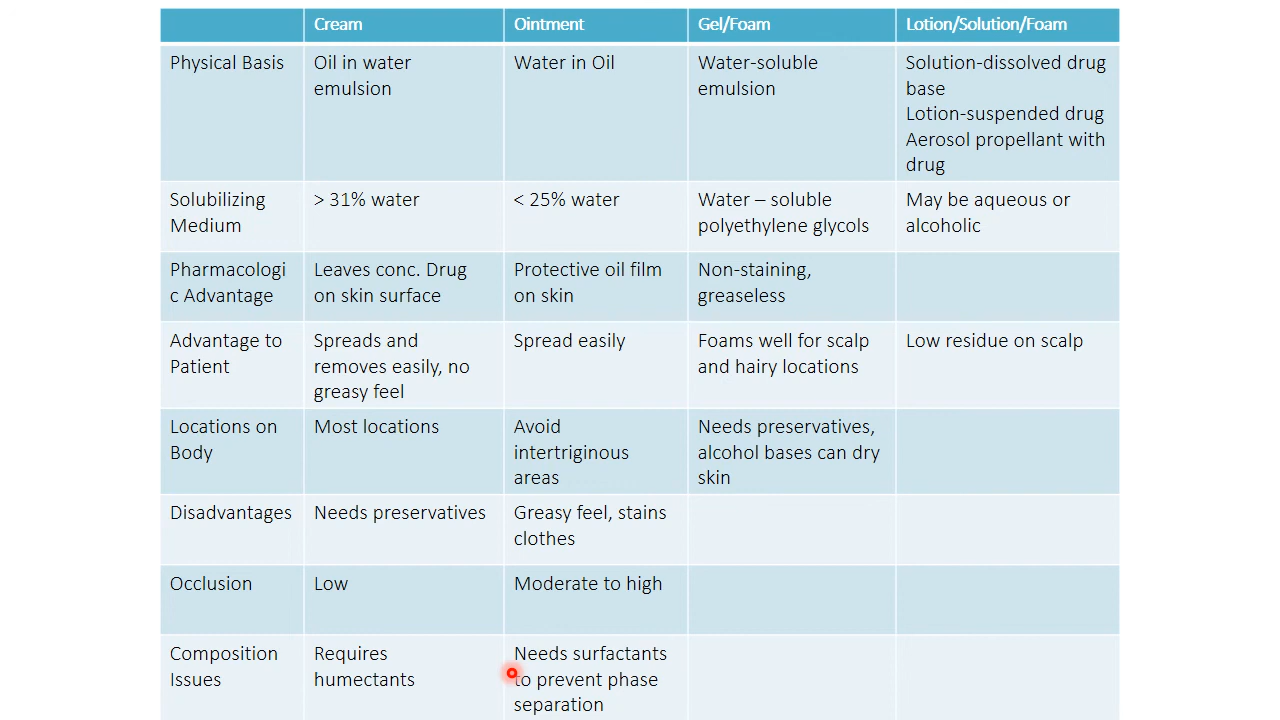 Cream Ointment Gel/Foam Lotion/Solution/Foam
Physical Basis
Oil in water
emulsion
Water in Oil
Water-soluble
emulsion
Solution-dissolved drug
base
Lotion-suspended drug
Aerosol propellant with
drug
Solubilizing
Medium
> 31% water
< 25% water
Water – soluble
polyethylene glycols
May be aqueous or
alcoholic
Pharmacologi
c Advantage
Leaves conc. Drug
on skin surface
Protective oil film
on skin
Non-staining,
greaseless
Advantage to
Patient
Spreads and
removes easily, no
greasy feel
Spread easily
Foams well for scalp
and hairy locations
Low residue on scalp
Locations on
Body
Most locations
Avoid
intertriginous
areas
Needs preservatives,
alcohol bases can dry
skin
Disadvantages
Needs preservatives
Greasy feel, stains
clothes
Occlusion
Low
Moderate to high
Composition
Issues
Requires
humectants
Needs surfactants
to prevent phase
separation